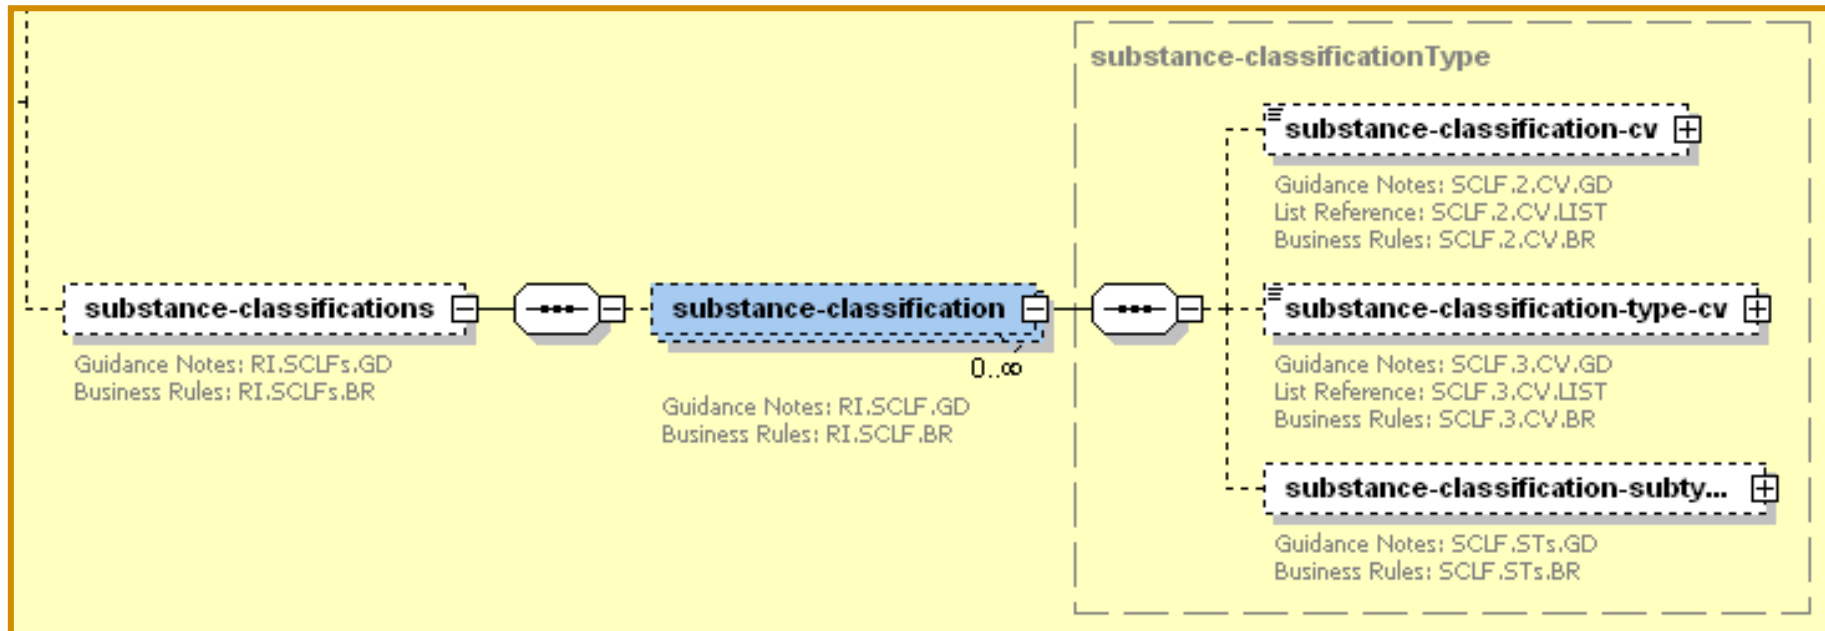 substance-classificationType
substance-classification-cv
Guidance Notes: SCLF.2.CV.GD
List Reference: SCLF.2.CV.LIST
Business Rules: SCLF.2.CV.BR
substance-classifications
Guidance Notes: RI.SCLFs.GD
Business Rules: RI.SCLFs.BR
substance-classification
0..∞
Guidance Notes: RI.SCLF.GD
Business Rules: RI.SCLF.BR
substance-classification-type-cv
Guidance Notes: SCLF.3.CV.GD
List Reference: SCLF.3.CV.LIST
Business Rules: SCLF.3.CV.BR
substance-classification-subty...
Guidance Notes: SCLF.STs.GD
Business Rules: SCLF.STs.BR